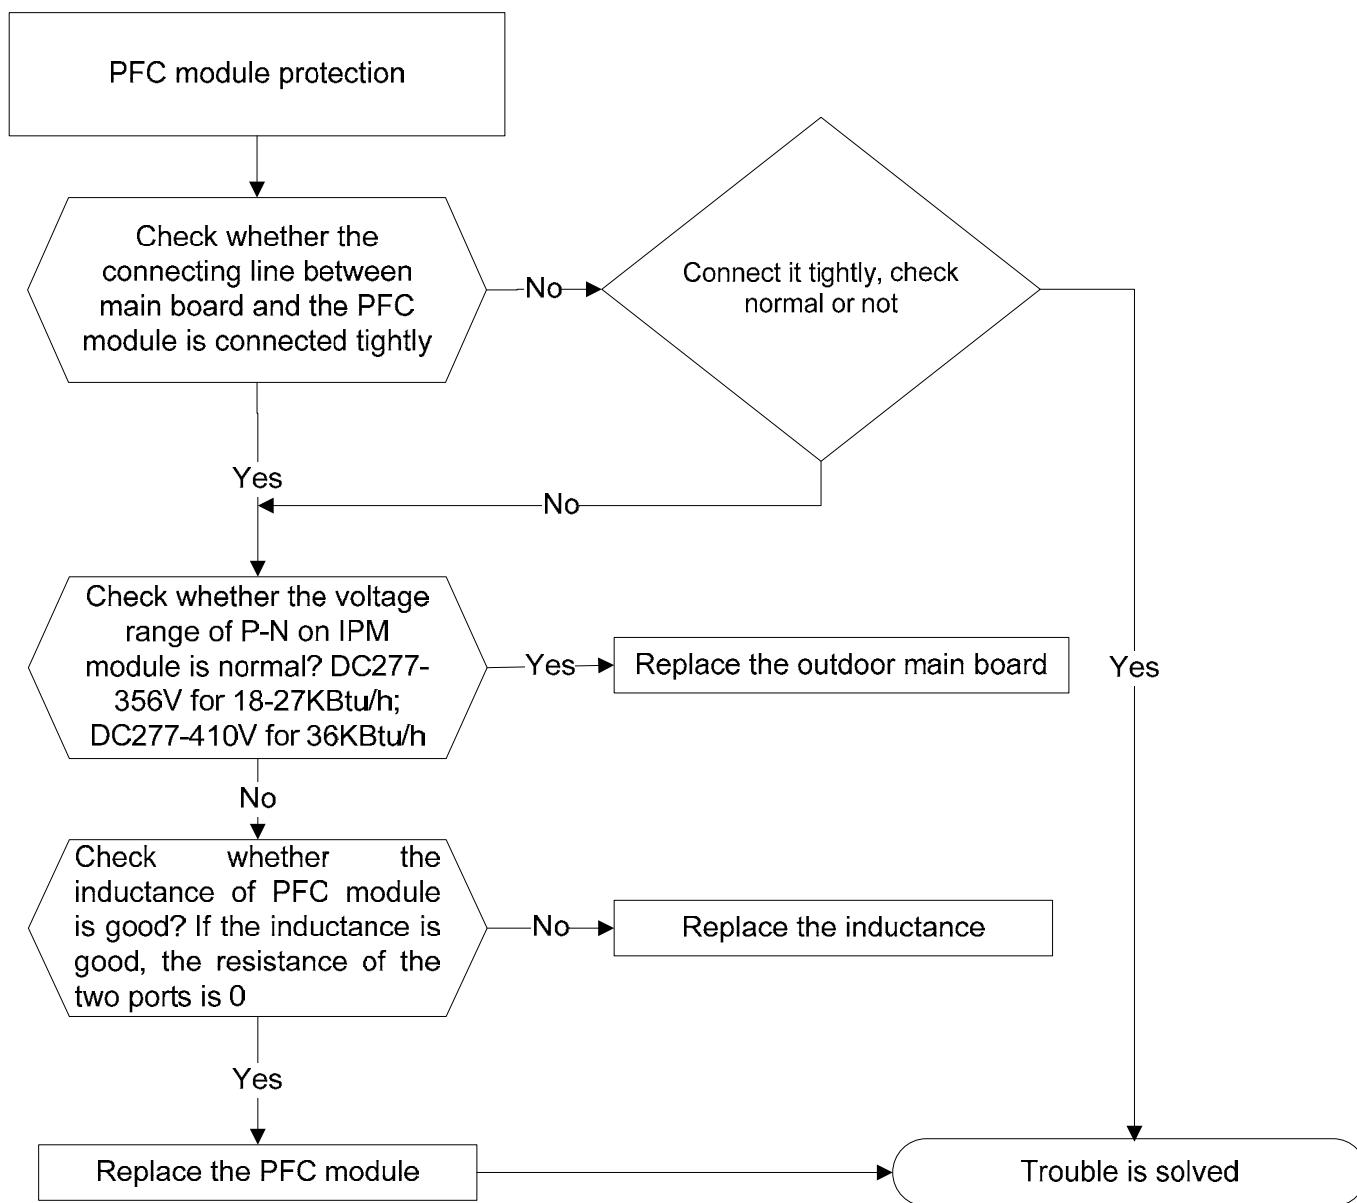 PFC module protection
Check whether the
connecting line between
main board and the PFC
module is connected tightly
No
Connect it tightly, check
normal or not
Yes
No
Check whether the voltage
range of P-N on IPM
module is normal? DC277-
356V for 18-27KBtu/h;
DC277-410V for 36KBtu/h
Yes
Replace the outdoor main board
Yes
No
Check whether the
inductance of PFC module
is good? If the inductance is
good, the resistance of the
two ports is 0
No
Replace the inductance
Yes
Replace the PFC module
Trouble is solved